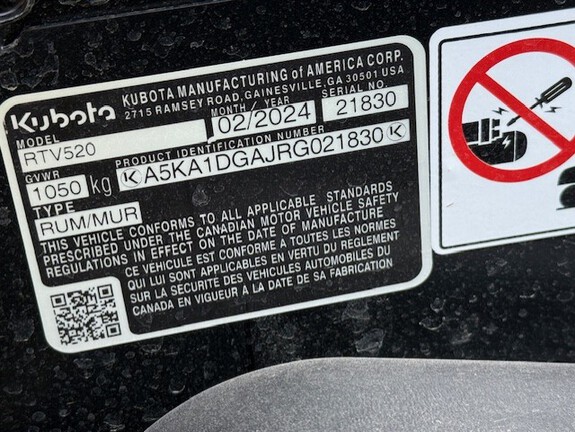 Kubota KUBOTA MANUFACTURING of AMERICA CORP.
2715 RAMSEY ROAD, GAINESVILLE, GA 30501 USA
MODEL MONTH / YEAR SERIAL NO.
RTV520 02/2024 21830
GVWR PRODUCT IDENTIFICATION NUMBER
1050 kg K A5KA1DGAJRG021830 K
TYPE
RUM/MUR
THIS VEHICLE CONFORMS TO ALL APPLICABLE STANDARDS
PRESCRIBED UNDER THE CANADIAN MOTOR VEHICLE SAFETY
REGULATIONS IN EFFECT ON THE DATE OF MANUFACTURE
CE VEHICULE EST CONFORME A TOUTES LES NORMES
QUI LUI SONT APPLICABLES EN VERTU DU REGLEMENT
SUR LA SECURITE DES VEHICULES AUTOMOBILES DU
CANADA EN VIGUEUR A LA DATE DE SA FABRICATION